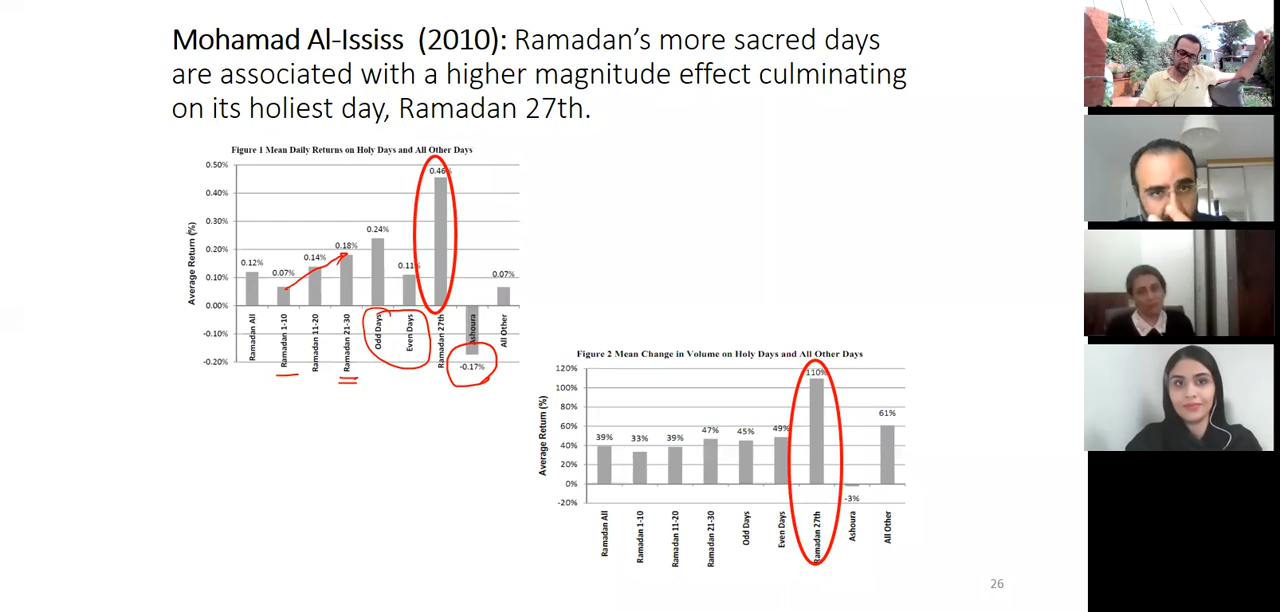 Mohamad Al-Ississ (2010): Ramadan's more sacred days
are associated with a higher magnitude effect culminating
on its holiest day, Ramadan 27th.
Figure 1 Mean Daily Returns on Holy Days and All Other Days
Average Return (%)
0.50%
0.40%
0.30%
0.20%
0.10%
0.00%
-0.10%
-0.20%
0.12%
0.07%
0.14%
0.18%
0.24%
0.11%
0.46%
-0.17%
0.07%
Ramadan All
Ramadan 1-10
Ramadan 11-20
Ramadan 21-30
Odd Days
Even Days
Ramadan 27th
Ashoura
All Other
Figure 2 Mean Change in Volume on Holy Days and All Other Days
Average Return (%)
120%
100%
80%
60%
40%
20%
0%
-20%
39%
33%
39%
47%
45%
49%
110%
-3%
61%
Ramadan All
Ramadan 1-10
Ramadan 11-20
Ramadan 21-30
Odd Days
Even Days
Ramadan 27th
Ashoura
All Other
26